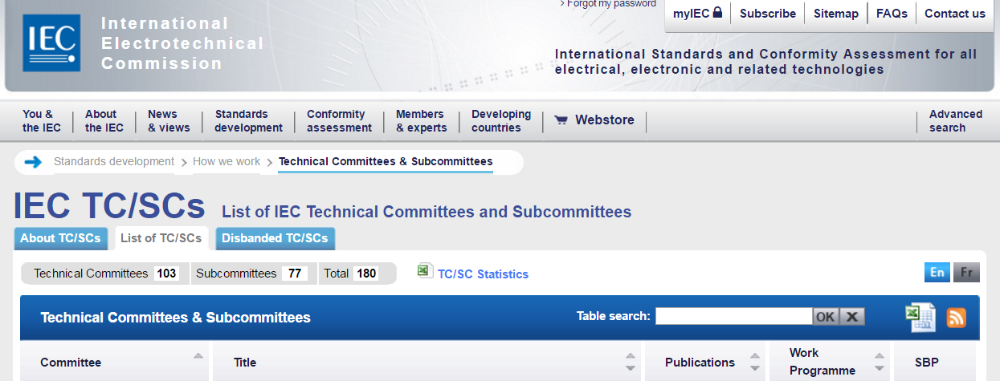 > Forgot my password
myIEC Subscribe Sitemap FAQs Contact us
IEC
International
Electrotechnical
Commission
International Standards and Conformity Assessment for all
electrical, electronic and related technologies
You &
the IEC
About
the IEC
News
& views
Standards
development
Conformity
assessment
Members
& experts
Developing
countries
Webstore
Advanced
search
Standards development > How we work > Technical Committees & Subcommittees
IEC TC/SCs List of IEC Technical Committees and Subcommittees
About TC/SCs List of TC/SCs Disbanded TC/SCs
Technical Committees 103 Subcommittees 77 Total 180 TC/SC Statistics En Fr
Technical Committees & Subcommittees Table search: OK X
Committee Title Publications Work
Programme SBP